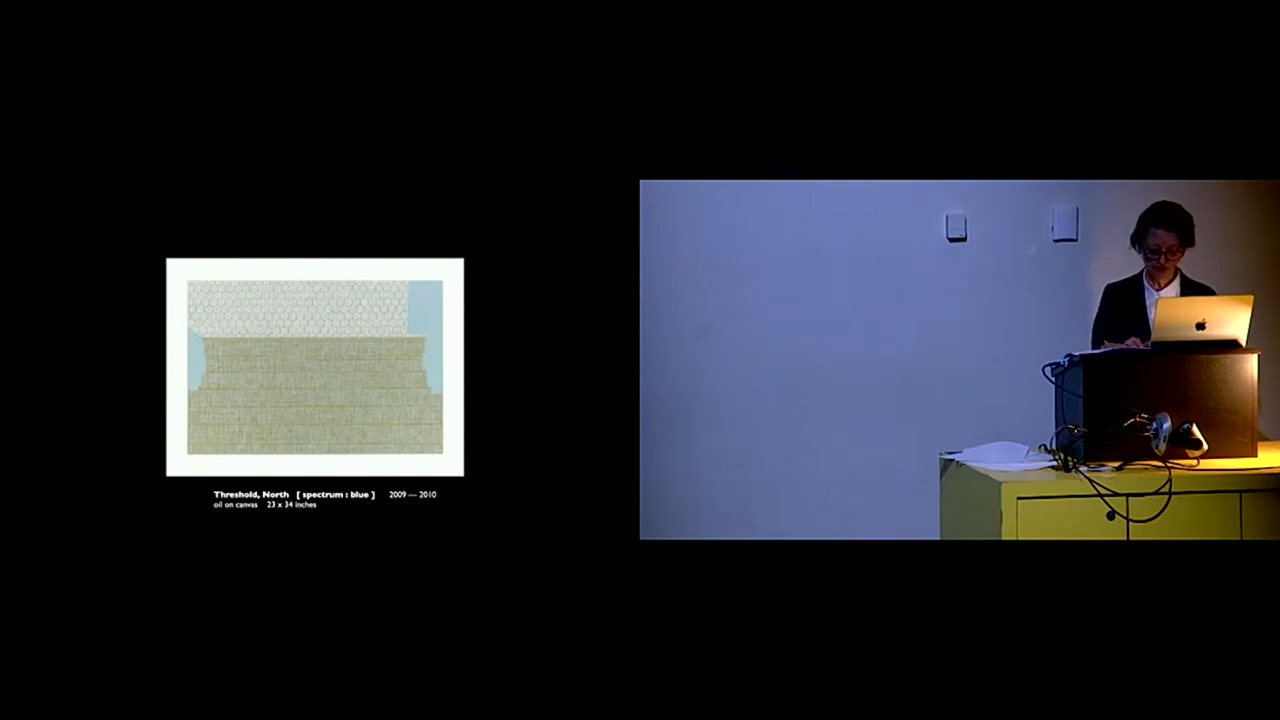 Threshold, North [ spectrum : blue ] 2009 — 2010
oil on canvas 23 x 34 inches